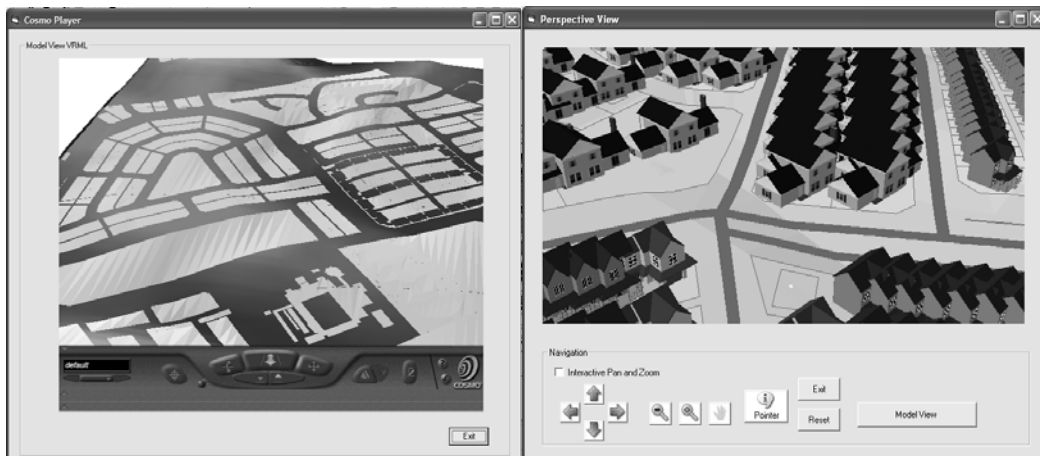 Cosmo Player
Model View VRML
default
COSMO
Exit
Perspective View
Navigation
Interactive Pan and Zoom
Pointer
Exit
Reset
Model View